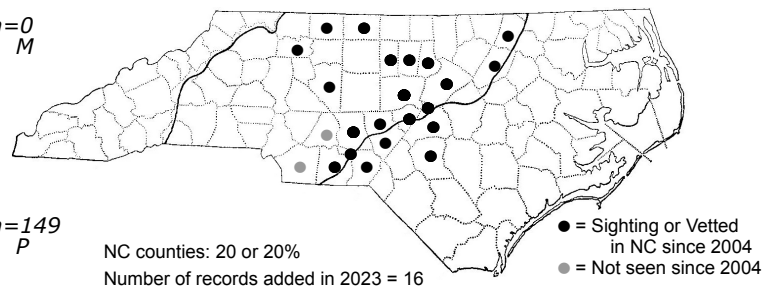 =0
M
=149
P
NC counties: 20 or 20%
Number of records added in 2023 = 16
● = Sighting or Vetted
in NC since 2004
● = Not seen since 2004